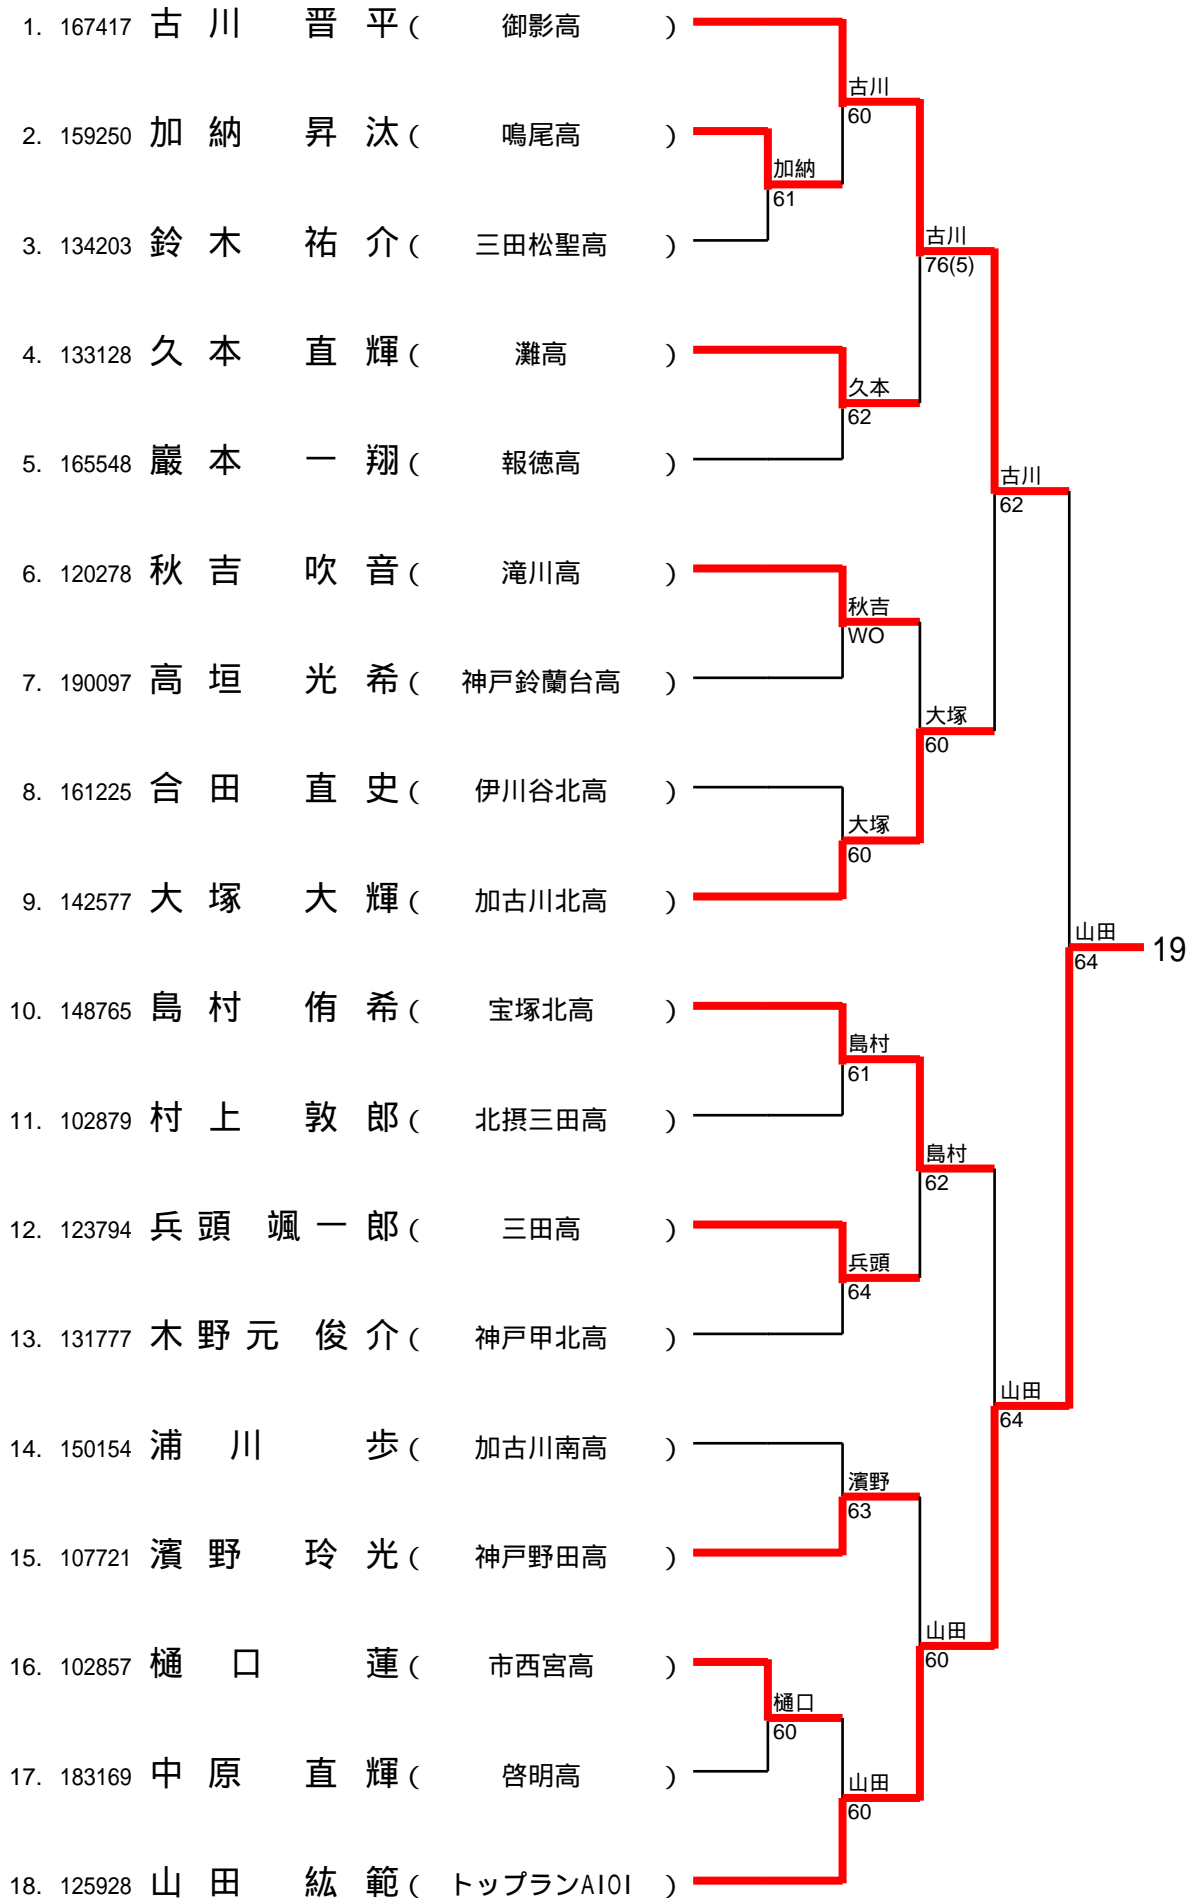 1. 167417 古川 晋平 ( 御影高 )
古川
60
2. 159250 加納 昇汰 ( 鳴尾高 )
加納
61
3. 134203 鈴木 祐介 ( 三田松聖高 )
古川
76(5)
4. 133128 久本 直輝 ( 灘高 )
久本
62
5. 165548 巖本 一翔 ( 報徳高 )
古川
62
6. 120278 秋吉 吹音 ( 滝川高 )
秋吉
WO
7. 190097 高垣 光希 ( 神戸鈴蘭台高 )
大塚
60
8. 161225 合田 直史 ( 伊川谷北高 )
大塚
60
9. 142577 大塚 大輝 ( 加古川北高 )
山田
64
19
10. 148765 島村 侑希 ( 宝塚北高 )
島村
61
11. 102879 村上 敦郎 ( 北摂三田高 )
島村
62
12. 123794 兵頭 颯一郎 ( 三田高 )
兵頭
64
13. 131777 木野元 俊介 ( 神戸甲北高 )
山田
64
14. 150154 浦川 歩 ( 加古川南高 )
濱野
63
15. 107721 濱野 玲光 ( 神戸野田高 )
山田
60
16. 102857 樋口 蓮 ( 市西宮高 )
樋口
60
17. 183169 中原 直輝 ( 啓明高 )
山田
60
18. 125928 山田 紘範 ( トップランAIOI )